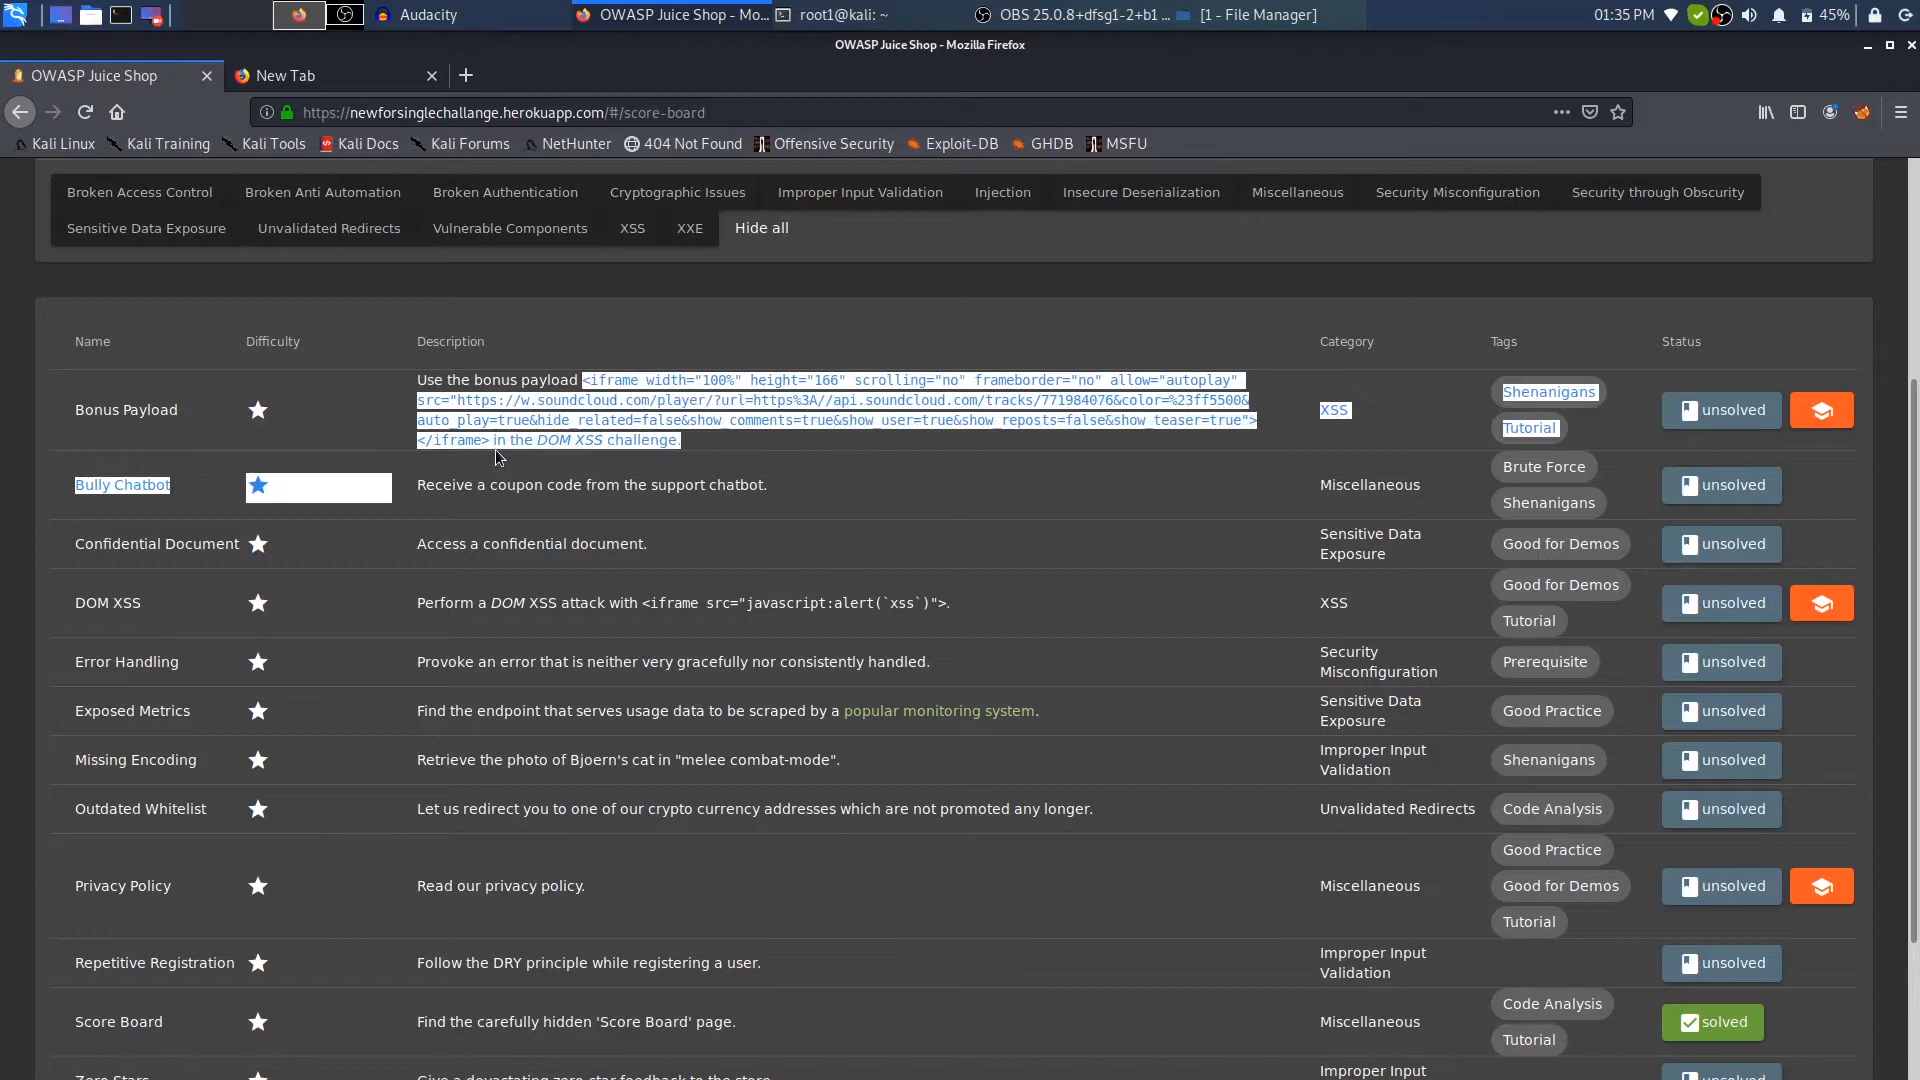 Audacity
OWASP Juice Shop - Mo...
root1@kali: ~
OBS 25.0.8+dfsg1-2+b1 ...
[1 - File Manager]
01:35 PM
45%
OWASP Juice Shop - Mozilla Firefox
OWASP Juice Shop
New Tab
https://newforsinglechallange.herokuapp.com/#/score-board
Kali Linux
Kali Training
Kali Tools
Kali Docs
Kali Forums
NetHunter
404 Not Found
Offensive Security
Exploit-DB
GHDB
MSFU
Broken Access Control
Broken Anti Automation
Broken Authentication
Cryptographic Issues
Improper Input Validation
Injection
Insecure Deserialization
Miscellaneous
Security Misconfiguration
Security through Obscurity
Sensitive Data Exposure
Unvalidated Redirects
Vulnerable Components
XSS
XXE
Hide all
Name
Difficulty
Description
Category
Tags
Status
Bonus Payload
Use the bonus payload <iframe width="100%" height="166" scrolling="no" frameborder="no" allow="autoplay"
src="https://w.soundcloud.com/player/?url=https%3A//api.soundcloud.com/tracks/771984076&color=%23ff5500&
auto_play=true&hide_related=false&show_comments=true&show_user=true&show_reposts=false&show_teaser=true">
</iframe> in the DOM XSS challenge.
XSS
Shenanigans
Tutorial
unsolved
Bully Chatbot
Receive a coupon code from the support chatbot.
Miscellaneous
Brute Force
Shenanigans
unsolved
Confidential Document
Access a confidential document.
Sensitive Data
Exposure
Good for Demos
unsolved
DOM XSS
Perform a DOM XSS attack with <iframe src="javascript:alert(`xss`)">.
XSS
Good for Demos
Tutorial
unsolved
Error Handling
Provoke an error that is neither very gracefully nor consistently handled.
Security
Misconfiguration
Prerequisite
unsolved
Exposed Metrics
Find the endpoint that serves usage data to be scraped by a popular monitoring system.
Sensitive Data
Exposure
Good Practice
unsolved
Missing Encoding
Retrieve the photo of Bjoern's cat in "melee combat-mode".
Improper Input
Validation
Shenanigans
unsolved
Outdated Whitelist
Let us redirect you to one of our crypto currency addresses which are not promoted any longer.
Unvalidated Redirects
Code Analysis
unsolved
Privacy Policy
Read our privacy policy.
Miscellaneous
Good Practice
Good for Demos
Tutorial
unsolved
Repetitive Registration
Follow the DRY principle while registering a user.
Improper Input
Validation
unsolved
Score Board
Find the carefully hidden 'Score Board' page.
Miscellaneous
Code Analysis
Tutorial
solved
Zero Stars
Give a devastating zero-star feedback to the store.
Improper Input
unsolved